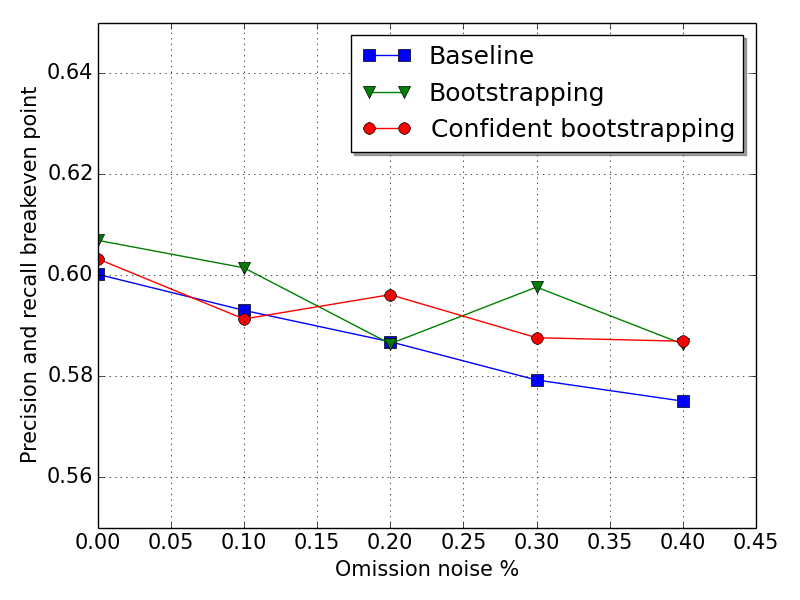 Baseline
Bootstrapping
Confident bootstrapping
Precision and recall breakeven point
0.64
0.62
0.60
0.58
0.56
0.00 0.05 0.10 0.15 0.20 0.25 0.30 0.35 0.40 0.45
Omission noise %